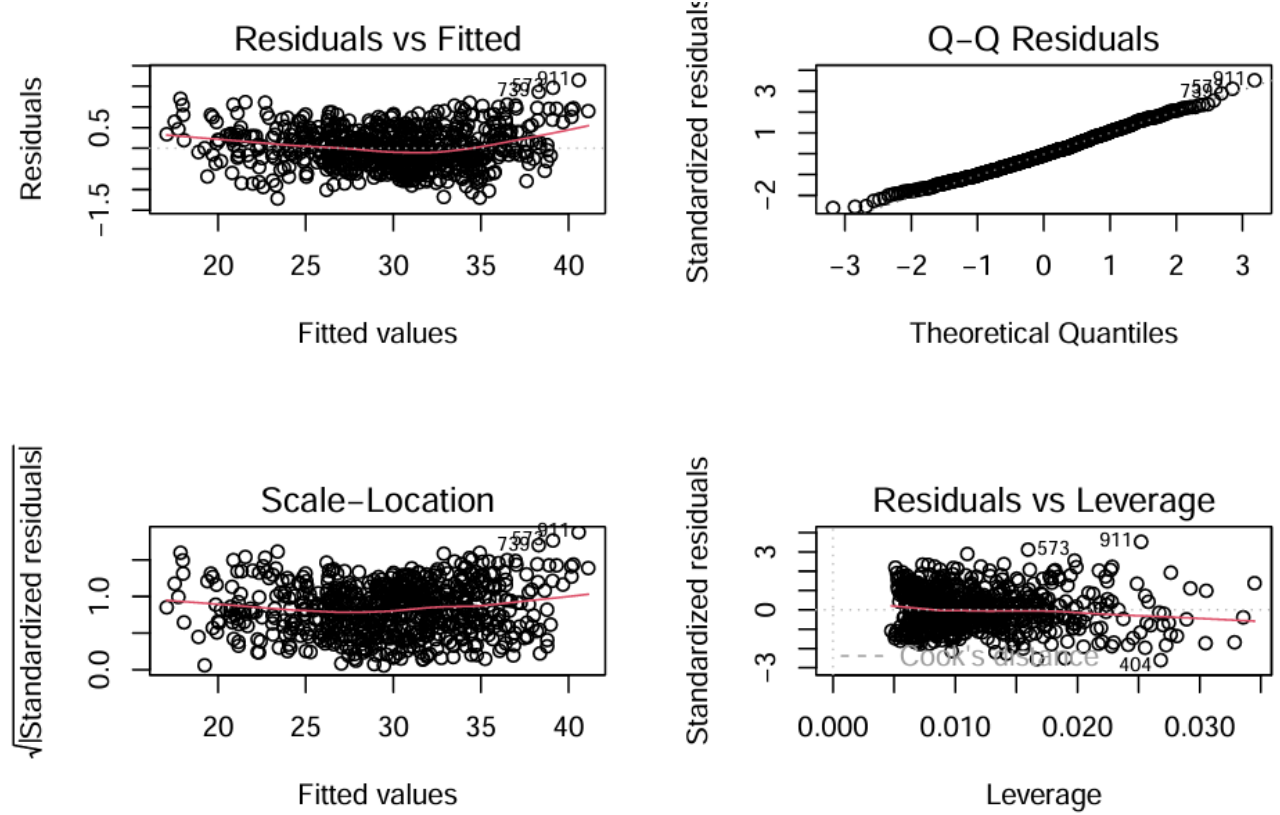 Residuals vs Fitted
Residuals
0.5
−1.5
739
573
911
20 25 30 35 40
Fitted values
Q−Q Residuals
Standardized residuals
3
1
−2
739
573
911
−3 −2 −1 0 1 2 3
Theoretical Quantiles
Scale−Location
√|Standardized residuals|
1.0
0.0
739
573
911
20 25 30 35 40
Fitted values
Residuals vs Leverage
Standardized residuals
3
0
−3
573
911
Cook's distance
404
0.000 0.010 0.020 0.030
Leverage